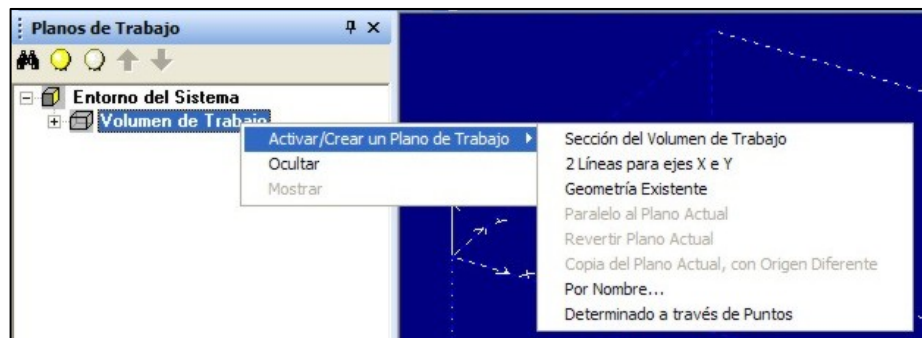 Planos de Trabajo
Entorno del Sistema
Volumen de Trabajo
Activar/Crear un Plano de Trabajo
Ocultar
Mostrar
Sección del Volumen de Trabajo
2 Líneas para ejes X e Y
Geometría Existente
Paralelo al Plano Actual
Revertir Plano Actual
Copia del Plano Actual, con Origen Diferente
Por Nombre...
Determinado a través de Puntos